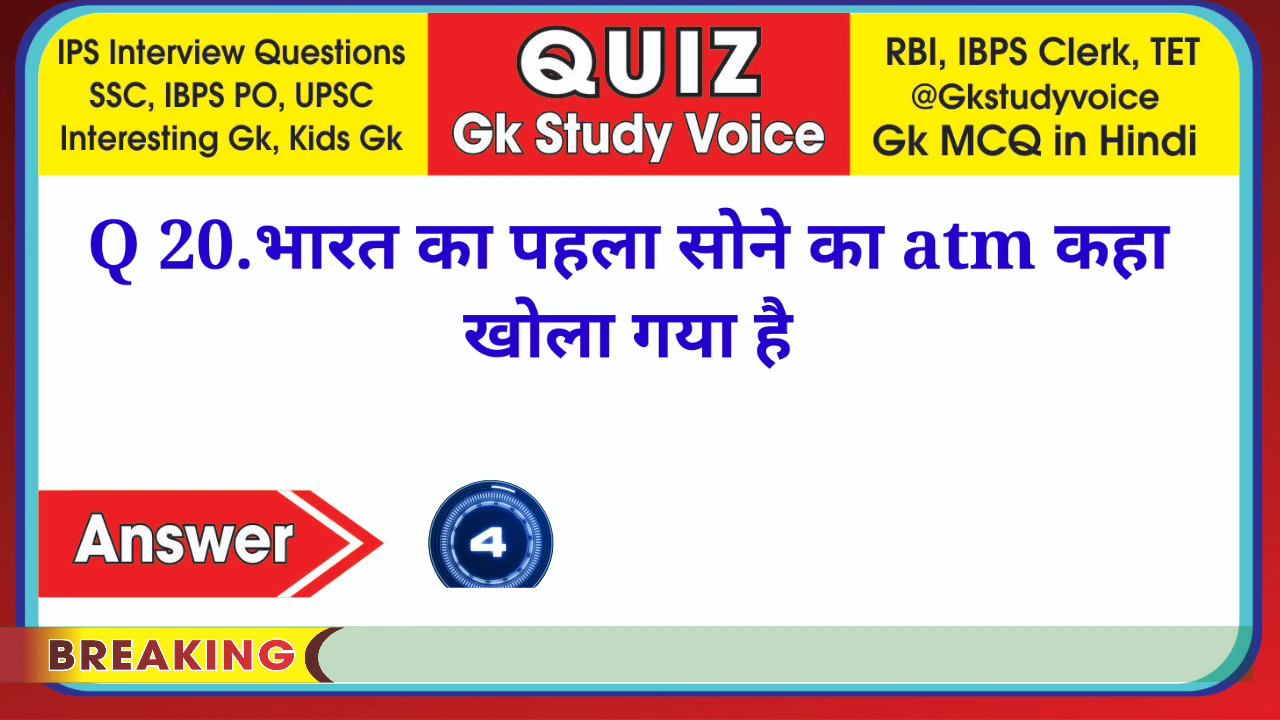 IPS Interview Questions
SSC, IBPS PO, UPSC
Interesting Gk, Kids Gk
QUIZ
Gk Study Voice
RBI, IBPS Clerk, TET
@Gkstudyvoice
Gk MCQ in Hindi
Q 20.भारत का पहला सोने का atm कहा
खोला गया है
Answer
4
BREAKING